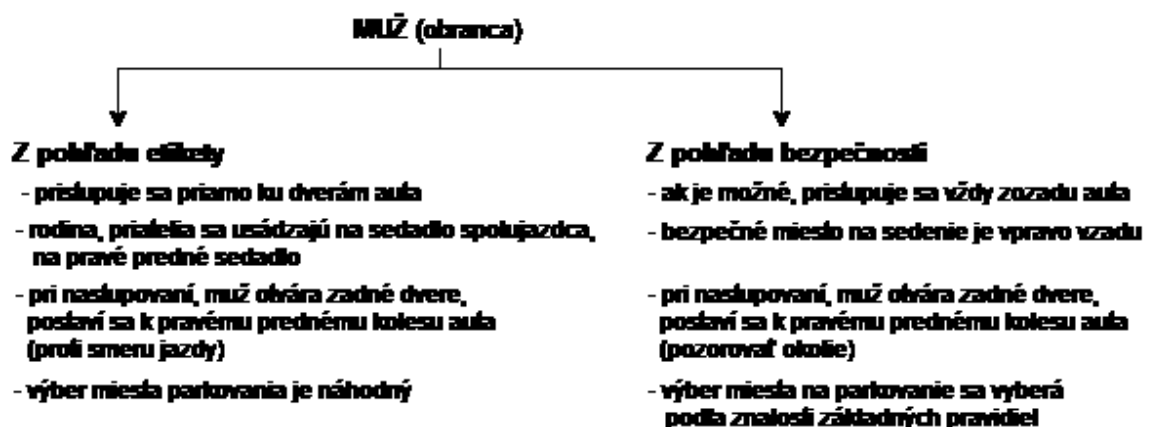 MUŽ (obranca)
Z pohľadu etikety
- pristupuje sa priamo ku dverám auta
- rodina, priatelia sa usádzajú na sedadlo spolujazdca,
na pravé predné sedadlo
- pri nastupovaní, muž otvára zadné dvere,
postaví sa k pravému prednému kolesu auta
(proti smeru jazdy)
- výber miesta parkovania je náhodný
Z pohľadu bezpečnosti
- ak je možné, pristupuje sa vždy zozadu auta
- bezpečné miesto na sedenie je vpravo vzadu
- pri nastupovaní, muž otvára zadné dvere,
postaví sa k pravému prednému kolesu auta
(pozorovať okolie)
- výber miesta na parkovanie sa vyberá
podľa znalosti základných pravidiel